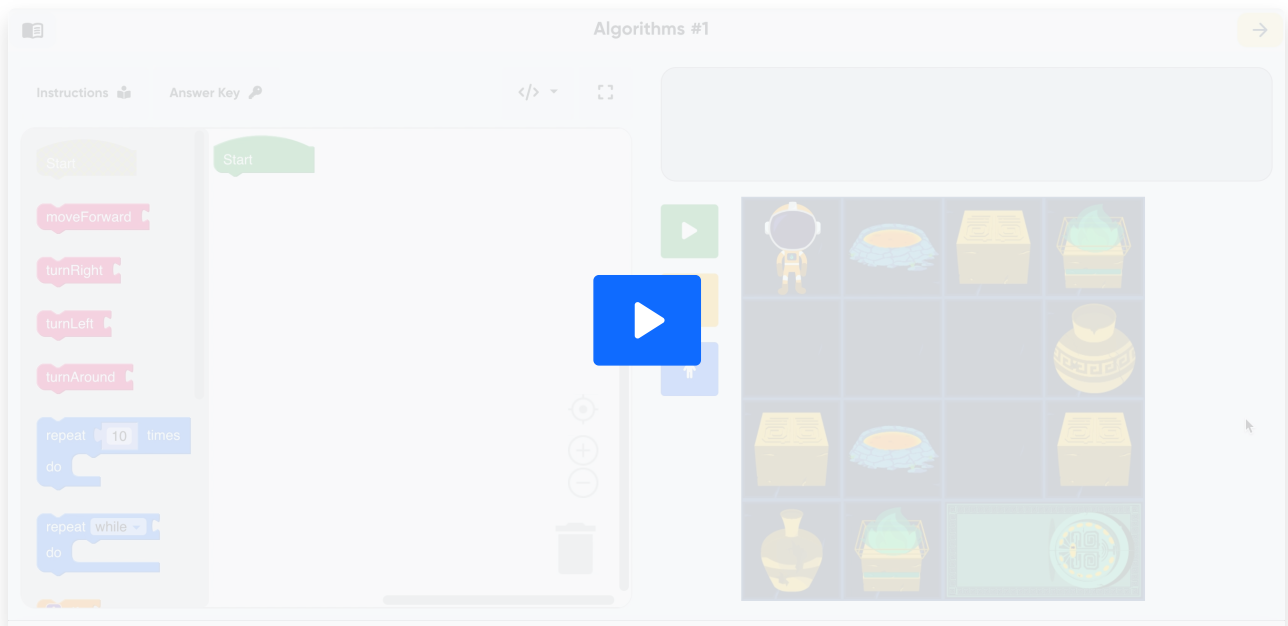 Algorithms #1
Instructions
Answer Key
</>
Start
Start
moveForward
turnRight
turnLeft
turnAround
repeat 10 times
do
repeat while
do